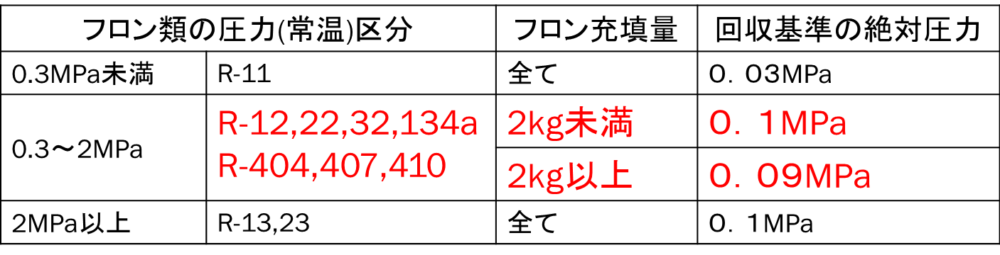 フロン類の圧力(常温)区分 フロン充填量 回収基準の絶対圧力
0.3MPa未満 R-11 全て ０．０３MPa
0.3～2MPa R-12,22,32,134a 2kg未満 ０．１MPa
R-404,407,410 2kg以上 ０．０９MPa
2MPa以上 R-13,23 全て ０．１MPa